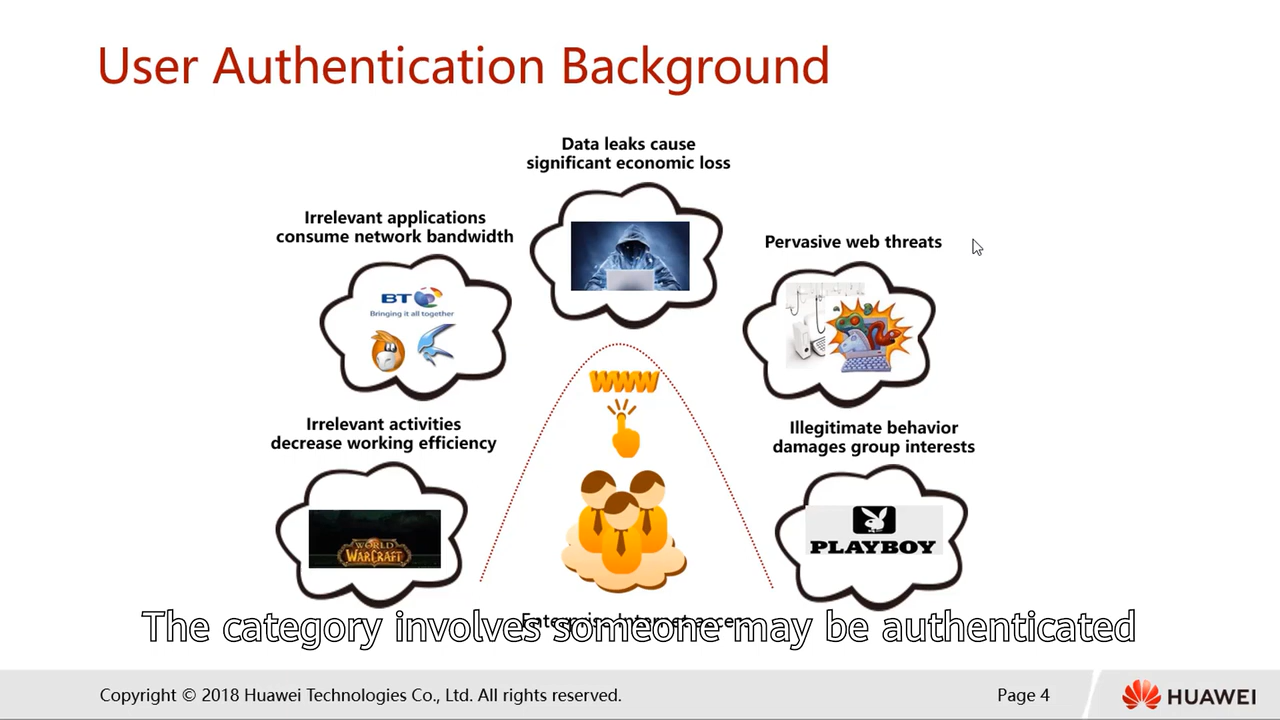 User Authentication Background
Data leaks cause
significant economic loss
Irrelevant applications
consume network bandwidth
Pervasive web threats
BT
Bringing it all together
WWW
Irrelevant activities
decrease working efficiency
Illegitimate behavior
damages group interests
WORLD
WARCRAFT
PLAYBOY
The category involves someone may be authenticated
Copyright © 2018 Huawei Technologies Co., Ltd. All rights reserved.
Page 4
HUAWEI